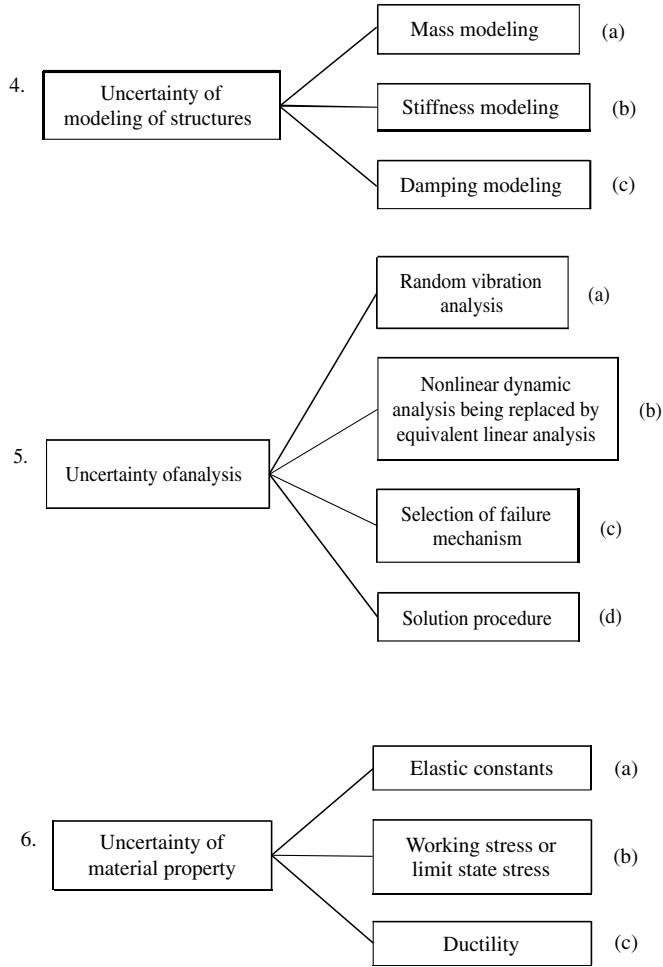 Mass modeling (a)
4. Uncertainty of
modeling of structures
Stiffness modeling (b)
Damping modeling (c)
Random vibration
analysis
(a)
Nonlinear dynamic
analysis being replaced by
equivalent linear analysis
(b)
5. Uncertainty ofanalysis
Selection of failure
mechanism
(c)
Solution procedure (d)
Elastic constants (a)
6. Uncertainty of
material property
Working stress or
limit state stress
(b)
Ductility (c)